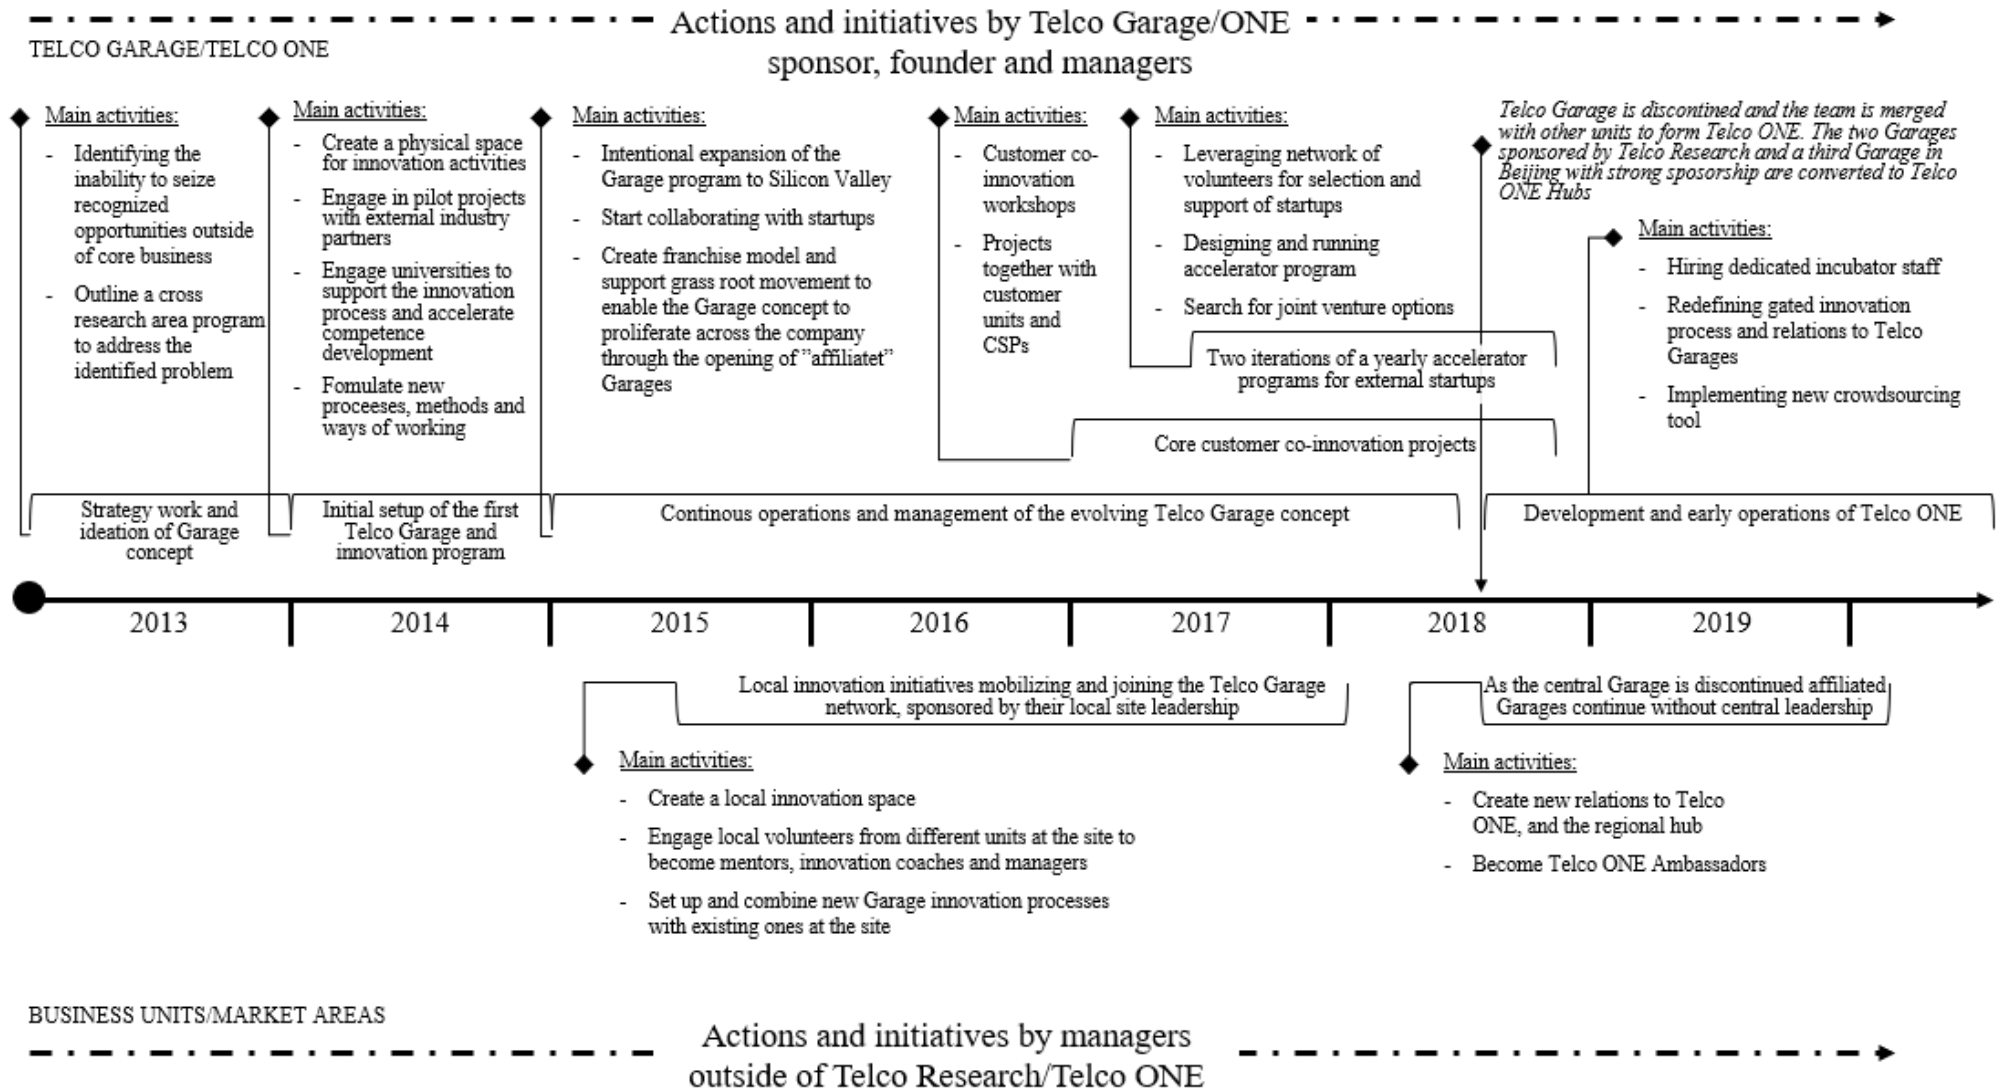 Actions and initiatives by Telco Garage/ONE
sponsor, founder and managers
TELCO GARAGE/TELCO ONE
Main activities:
- Identifying the
inability to seize
recognized
opportunities outside
of core business
- Outline a cross
research area program
to address the
identified problem
Main activities:
- Create a physical space
for innovation activities
- Engage in pilot projects
with external industry
partners
- Engage universities to
support the innovation
process and accelerate
competence
development
- Fomulate new
proceeses, methods and
ways of working
Main activities:
- Intentional expansion of the
Garage program to Silicon Valley
- Start collaborating with startups
- Create franchise model and
support grass root movement to
enable the Garage concept to
proliferate across the company
through the opening of ”affiliatet”
Garages
Main activities:
- Customer co-
innovation
workshops
- Projects
together with
customer
units and
CSPs
Main activities:
- Leveraging network of
volunteers for selection and
support of startups
- Designing and running
accelerator program
- Search for joint venture options
Two iterations of a yearly accelerator
programs for external startups
Core customer co-innovation projects
Telco Garage is discontined and the team is merged
with other units to form Telco ONE. The two Garages
sponsored by Telco Research and a third Garage in
Beijing with strong sposorship are converted to Telco
ONE Hubs
Main activities:
- Hiring dedicated incubator staff
- Redefining gated innovation
process and relations to Telco
Garages
- Implementing new crowdsourcing
tool
Strategy work and
ideation of Garage
concept
Initial setup of the first
Telco Garage and
innovation program
Continous operations and management of the evolving Telco Garage concept
Development and early operations of Telco ONE
2013
2014
2015
2016
2017
2018
2019
Local innovation initiatives mobilizing and joining the Telco Garage
network, sponsored by their local site leadership
Main activities:
- Create a local innovation space
- Engage local volunteers from different units at the site to
become mentors, innovation coaches and managers
- Set up and combine new Garage innovation processes
with existing ones at the site
As the central Garage is discontinued affiliated
Garages continue without central leadership
Main activities:
- Create new relations to Telco
ONE, and the regional hub
- Become Telco ONE Ambassadors
BUSINESS UNITS/MARKET AREAS
Actions and initiatives by managers
outside of Telco Research/Telco ONE